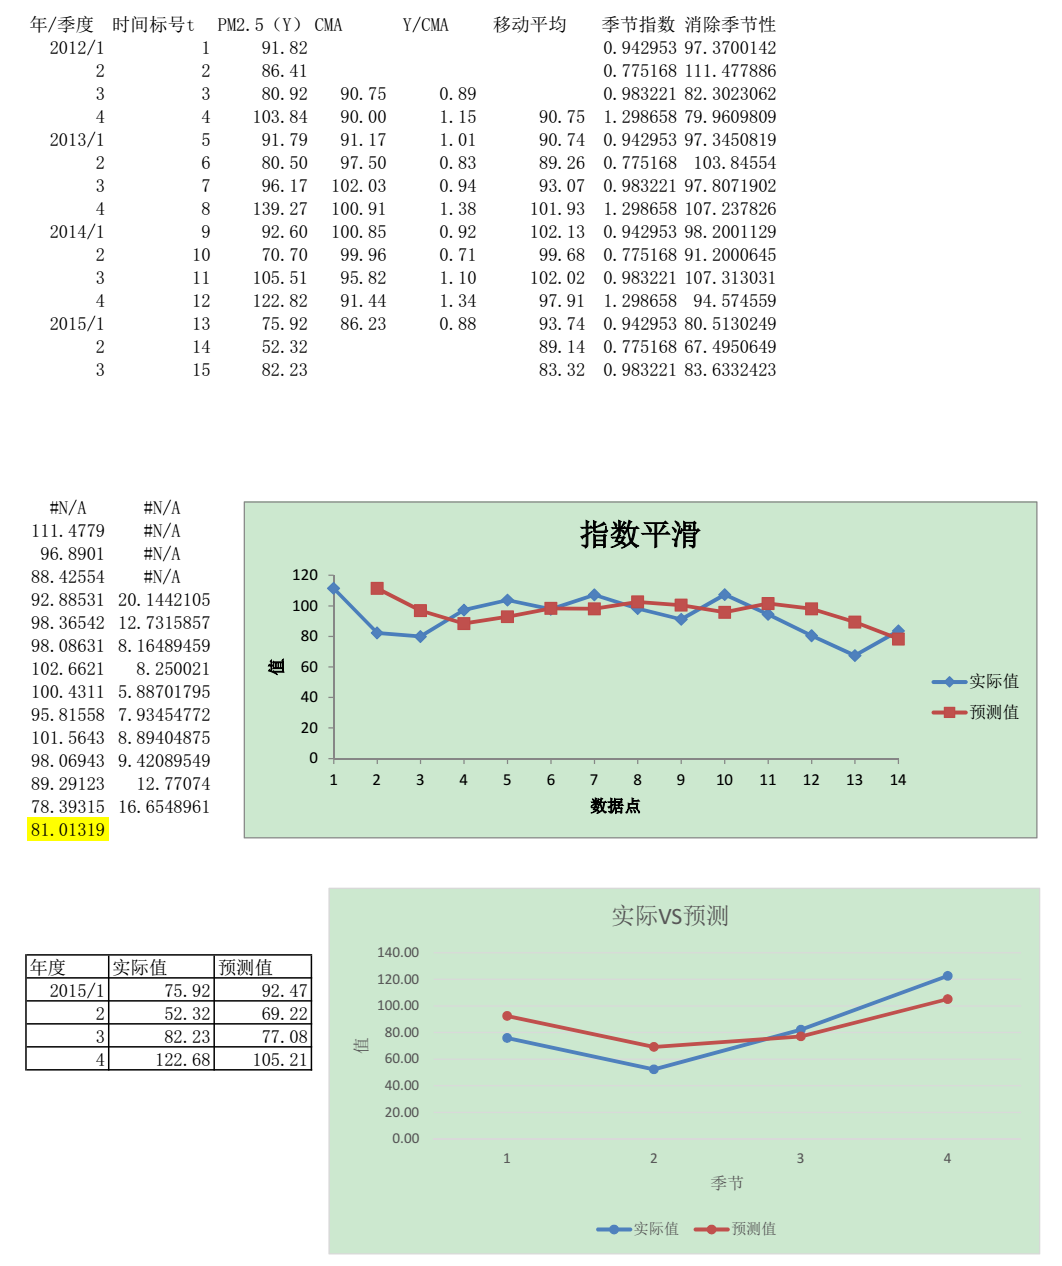 年/季度 时间标号t PM2.5（Y） CMA Y/CMA 移动平均 季节指数 消除季节性
2012/1 1 91.82 0.942953 97.3700142
2 2 86.41 0.775168 111.477886
3 3 80.92 90.75 0.89 0.983221 82.3023062
4 4 103.84 90.00 1.15 90.75 1.298658 79.9609809
2013/1 5 91.79 91.17 1.01 90.74 0.942953 97.3450819
2 6 80.50 97.50 0.83 89.26 0.775168 103.84554
3 7 96.17 102.03 0.94 93.07 0.983221 97.8071902
4 8 139.27 100.91 1.38 101.93 1.298658 107.237826
2014/1 9 92.60 100.85 0.92 102.13 0.942953 98.2001129
2 10 70.70 99.96 0.71 99.68 0.775168 91.2000645
3 11 105.51 95.82 1.10 102.02 0.983221 107.313031
4 12 122.82 91.44 1.34 97.91 1.298658 94.574559
2015/1 13 75.92 86.23 0.88 93.74 0.942953 80.5130249
2 14 52.32 89.14 0.775168 67.4950649
3 15 82.23 83.32 0.983221 83.6332423
#N/A #N/A
111.4779 #N/A
96.8901 #N/A
88.42554 #N/A
92.88531 20.1442105
98.36542 12.7315857
98.08631 8.16489459
102.6621 8.250021
100.4311 5.88701795
95.81558 7.93454772
101.5643 8.89404875
98.06943 9.42089549
89.29123 12.77074
78.39315 16.6548961
81.01319
指数平滑
120
100
80
60
40
20
0
值
1 2 3 4 5 6 7 8 9 10 11 12 13 14
数据点
实际值
预测值
年度 实际值 预测值
2015/1 75.92 92.47
2 52.32 69.22
3 82.23 77.08
4 122.68 105.21
实际VS预测
140.00
120.00
100.00
80.00
60.00
40.00
20.00
0.00
值
1 2 3 4
季节
实际值 预测值